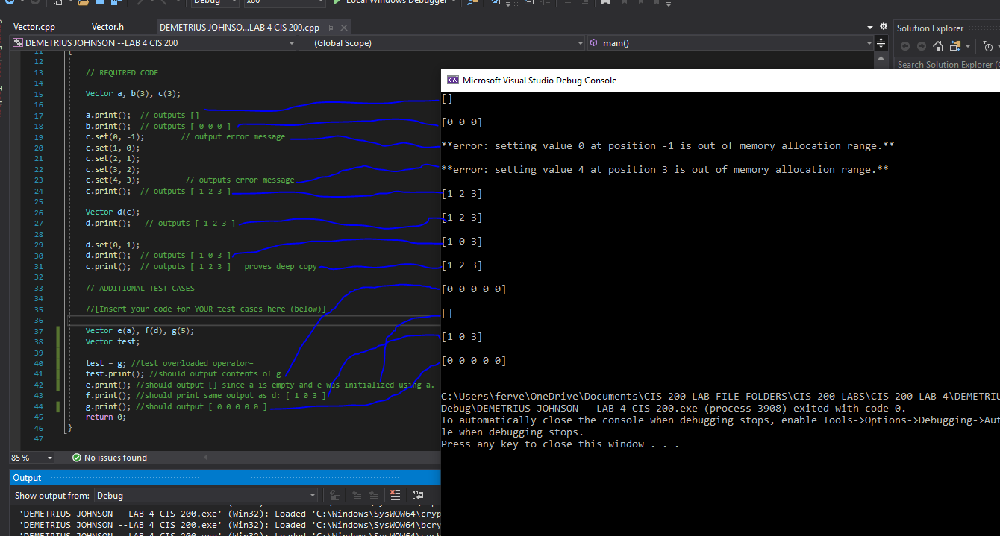 Debug
x86
Local Windows Debugger
Vector.cpp
Vector.h
DEMETRIUS JOHNSO...LAB 4 CIS 200.cpp
Solution Explorer
DEMETRIUS JOHNSON --LAB 4 CIS 200
(Global Scope)
main()
Search Solution Explorer (
11 {
12
13 // REQUIRED CODE
14
15 Vector a, b(3), c(3);
16
17 a.print(); // outputs []
18 b.print(); // outputs [ 0 0 0 ]
19 c.set(0, -1); // output error message
20 c.set(1, 0);
21 c.set(2, 1);
22 c.set(3, 2);
23 c.set(4, 3); // outputs error message
24 c.print(); // outputs [ 1 2 3 ]
25
26 Vector d(c);
27 d.print(); // outputs [ 1 2 3 ]
28
29 d.set(0, 1);
30 d.print(); // outputs [ 1 0 3 ]
31 c.print(); // outputs [ 1 2 3 ] proves deep copy
32
33 // ADDITIONAL TEST CASES
34
35 //[Insert your code for YOUR test cases here (below)]
36
37 Vector e(a), f(d), g(5);
38 Vector test;
39
40 test = g; //test overloaded operator=
41 test.print(); //should output contents of g
42 e.print(); //should output [] since a is empty and e was initialized using a.
43 f.print(); //should print same output as d: [ 1 0 3 ]
44 g.print(); //should output [ 0 0 0 0 0 ]
45 return 0;
46 }
47
85 %
No issues found
Output
Show output from: Debug
'DEMETRIUS JOHNSON --LAB 4 CIS 200.exe' (Win32): Loaded 'C:\Windows\SysWOW64\cryp
'DEMETRIUS JOHNSON --LAB 4 CIS 200.exe' (Win32): Loaded 'C:\Windows\SysWOW64\bcry
'DEMETRIUS JOHNSON --LAB 4 CIS 200.exe' (Win32): Loaded 'C:\Windows\SysWOW64\sech
Microsoft Visual Studio Debug Console
[]
[0 0 0]
**error: setting value 0 at position -1 is out of memory allocation range.**
**error: setting value 4 at position 3 is out of memory allocation range.**
[1 2 3]
[1 2 3]
[1 0 3]
[1 2 3]
[0 0 0 0 0]
[]
[1 0 3]
[0 0 0 0 0]
C:\Users\ferve\OneDrive\Documents\CIS-200 LAB FILE FOLDERS\CIS 200 LABS\CIS 200 LAB 4\DEMETRIU
Debug\DEMETRIUS JOHNSON --LAB 4 CIS 200.exe (process 3908) exited with code 0.
To automatically close the console when debugging stops, enable Tools->Options->Debugging->Aut
le when debugging stops.
Press any key to close this window . . .